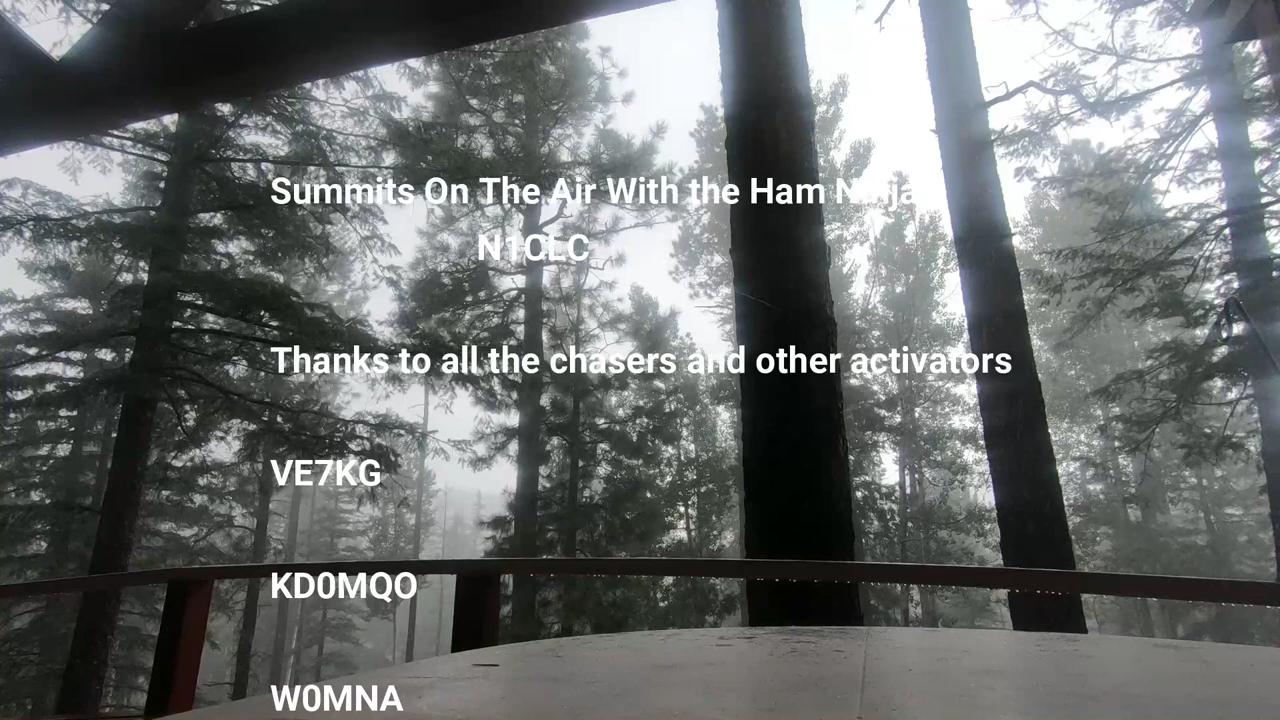 Summits On The Air With the Ham Ninja
N1CLC
Thanks to all the chasers and other activators
VE7KG
KD0MQO
W0MNA